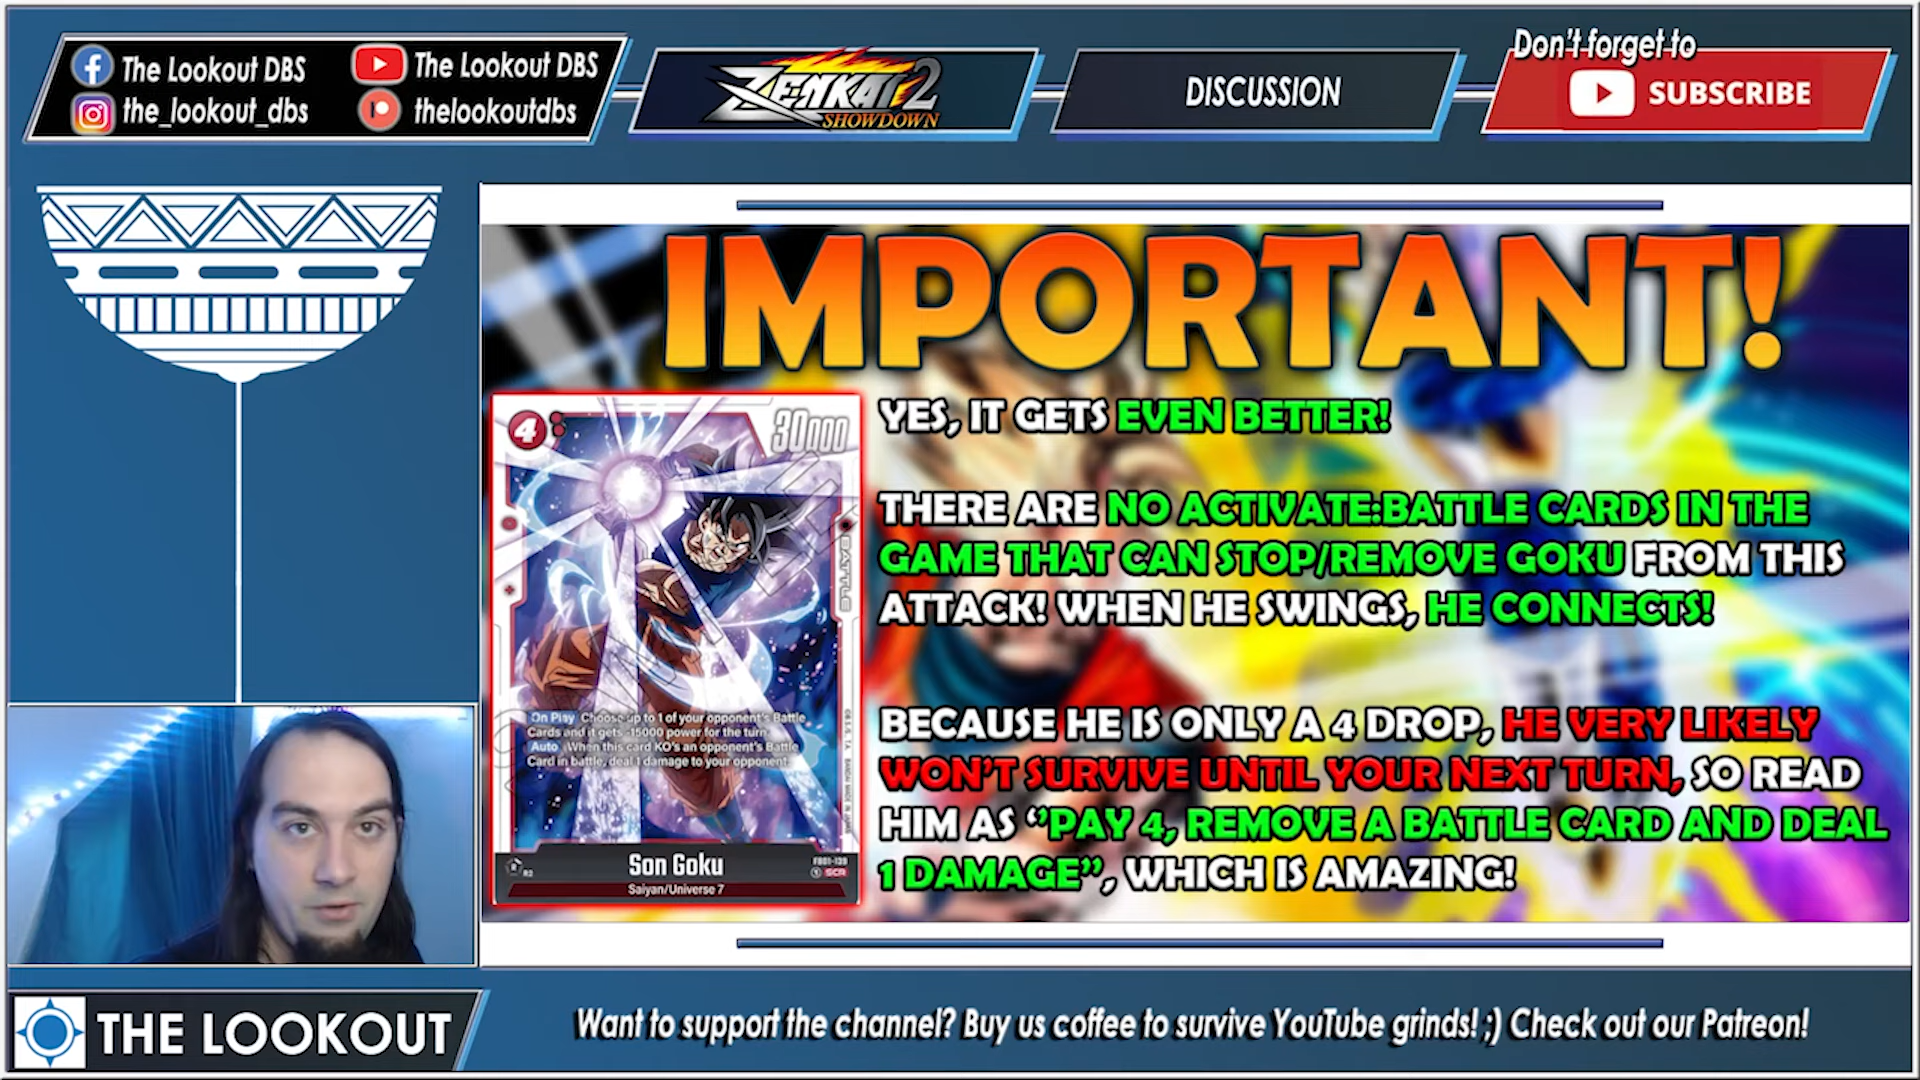 The Lookout DBS
The Lookout DBS
the_lookout_dbs
thelookoutdbs
ZENKAI 2
SHOWDOWN
DISCUSSION
Don't forget to
SUBSCRIBE
IMPORTANT!
4
30000
BATTLE
On Play Choose up to 1 of your opponent's Battle
Cards and it gets -15000 power for the turn.
Auto When this card KO's an opponent's Battle
Card in battle, deal 1 damage to your opponent.
Son Goku
Saiyan/Universe 7
FB01-139
SCR
YES, IT GETS EVEN BETTER!
THERE ARE NO ACTIVATE:BATTLE CARDS IN THE
GAME THAT CAN STOP/REMOVE GOKU FROM THIS
ATTACK! WHEN HE SWINGS, HE CONNECTS!
BECAUSE HE IS ONLY A 4 DROP, HE VERY LIKELY
WON'T SURVIVE UNTIL YOUR NEXT TURN, SO READ
HIM AS “PAY 4, REMOVE A BATTLE CARD AND DEAL
1 DAMAGE”, WHICH IS AMAZING!
THE LOOKOUT
Want to support the channel? Buy us coffee to survive YouTube grinds! ;) Check out our Patreon!